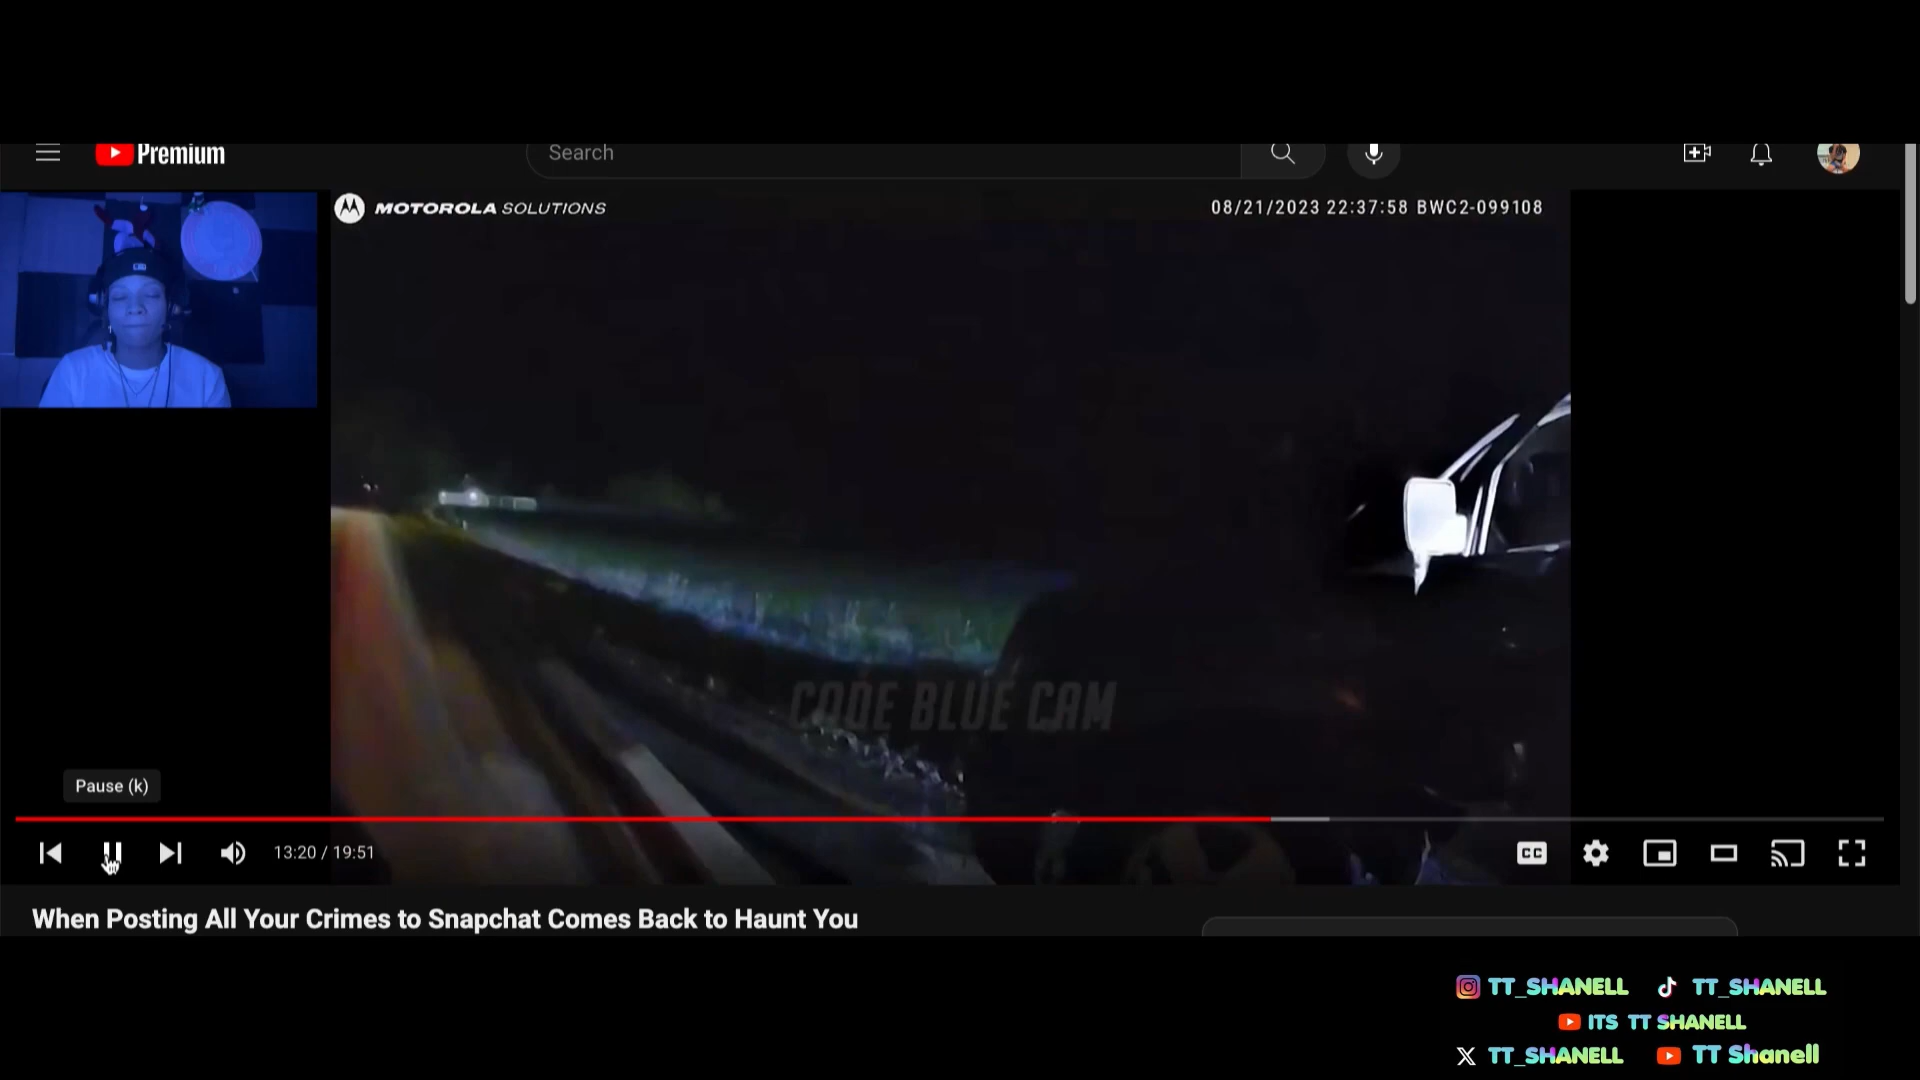 Premium
Search
MOTOROLA SOLUTIONS
08/21/2023 22:37:58 BWC2-099108
CODE BLUE CAM
Pause (k)
13:20 / 19:51
CC
When Posting All Your Crimes to Snapchat Comes Back to Haunt You
TT_SHANELL TT_SHANELL
ITS TT SHANELL
TT_SHANELL TT Shanell